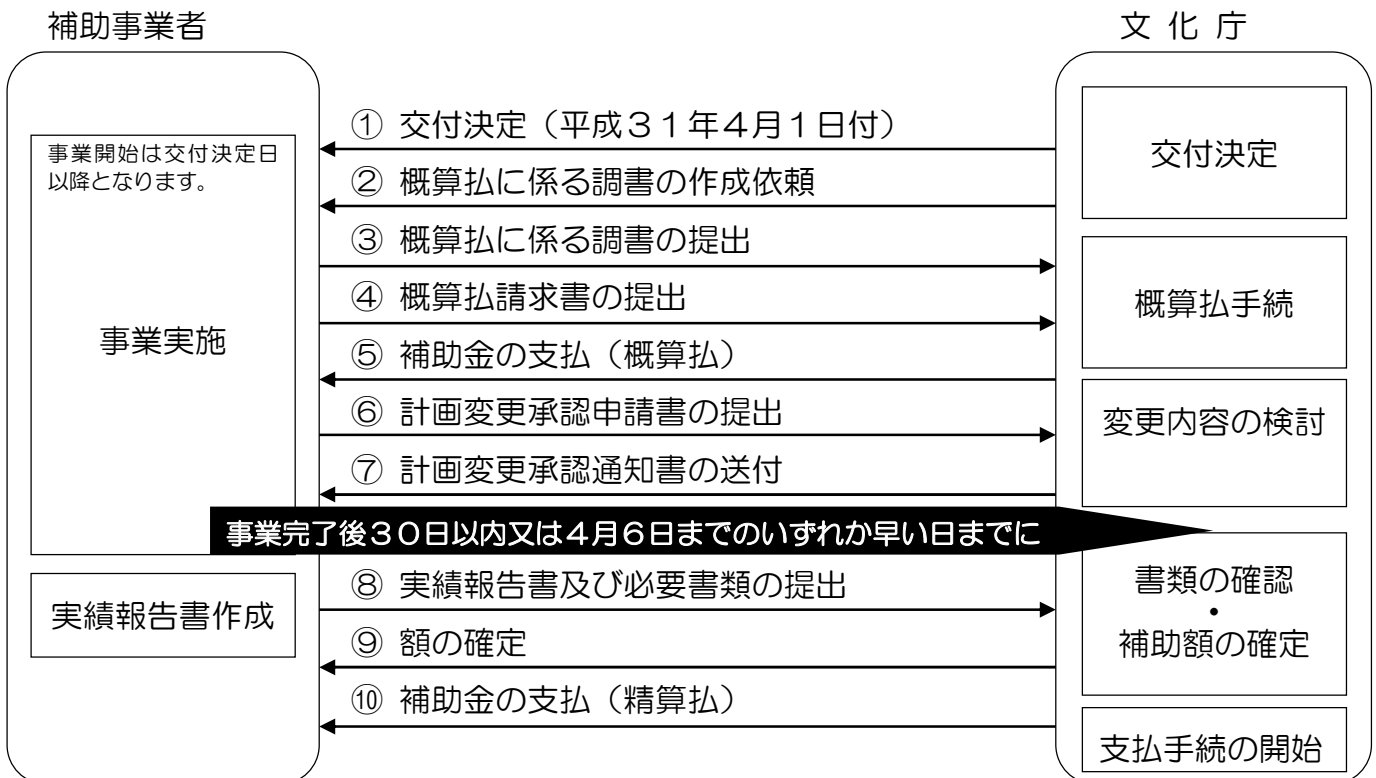 補助事業者
文 化 庁
事業開始は交付決定日
以降となります。
事業実施
実績報告書作成
① 交付決定（平成３１年４月１日付）
② 概算払に係る調書の作成依頼
③ 概算払に係る調書の提出
④ 概算払請求書の提出
⑤ 補助金の支払（概算払）
⑥ 計画変更承認申請書の提出
⑦ 計画変更承認通知書の送付
事業完了後３０日以内又は４月６日までのいずれか早い日までに
⑧ 実績報告書及び必要書類の提出
⑨ 額の確定
⑩ 補助金の支払（精算払）
交付決定
概算払手続
変更内容の検討
書類の確認
・
補助額の確定
支払手続の開始